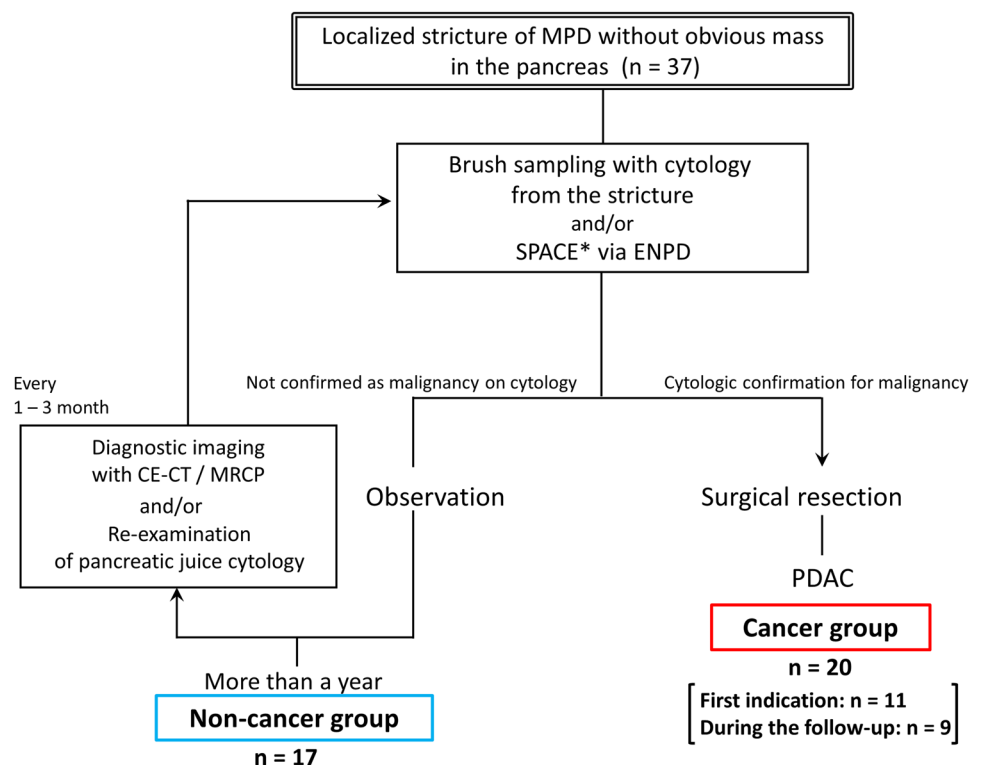 Localized stricture of MPD without obvious mass
in the pancreas (n = 37)
Brush sampling with cytology
from the stricture
and/or
SPACE* via ENPD
Not confirmed as malignancy on cytology
Cytologic confirmation for malignancy
Every
1 – 3 month
Diagnostic imaging
with CE-CT / MRCP
and/or
Re-examination
of pancreatic juice cytology
Observation
Surgical resection
PDAC
Cancer group
n = 20
First indication: n = 11
During the follow-up: n = 9
More than a year
Non-cancer group
n = 17